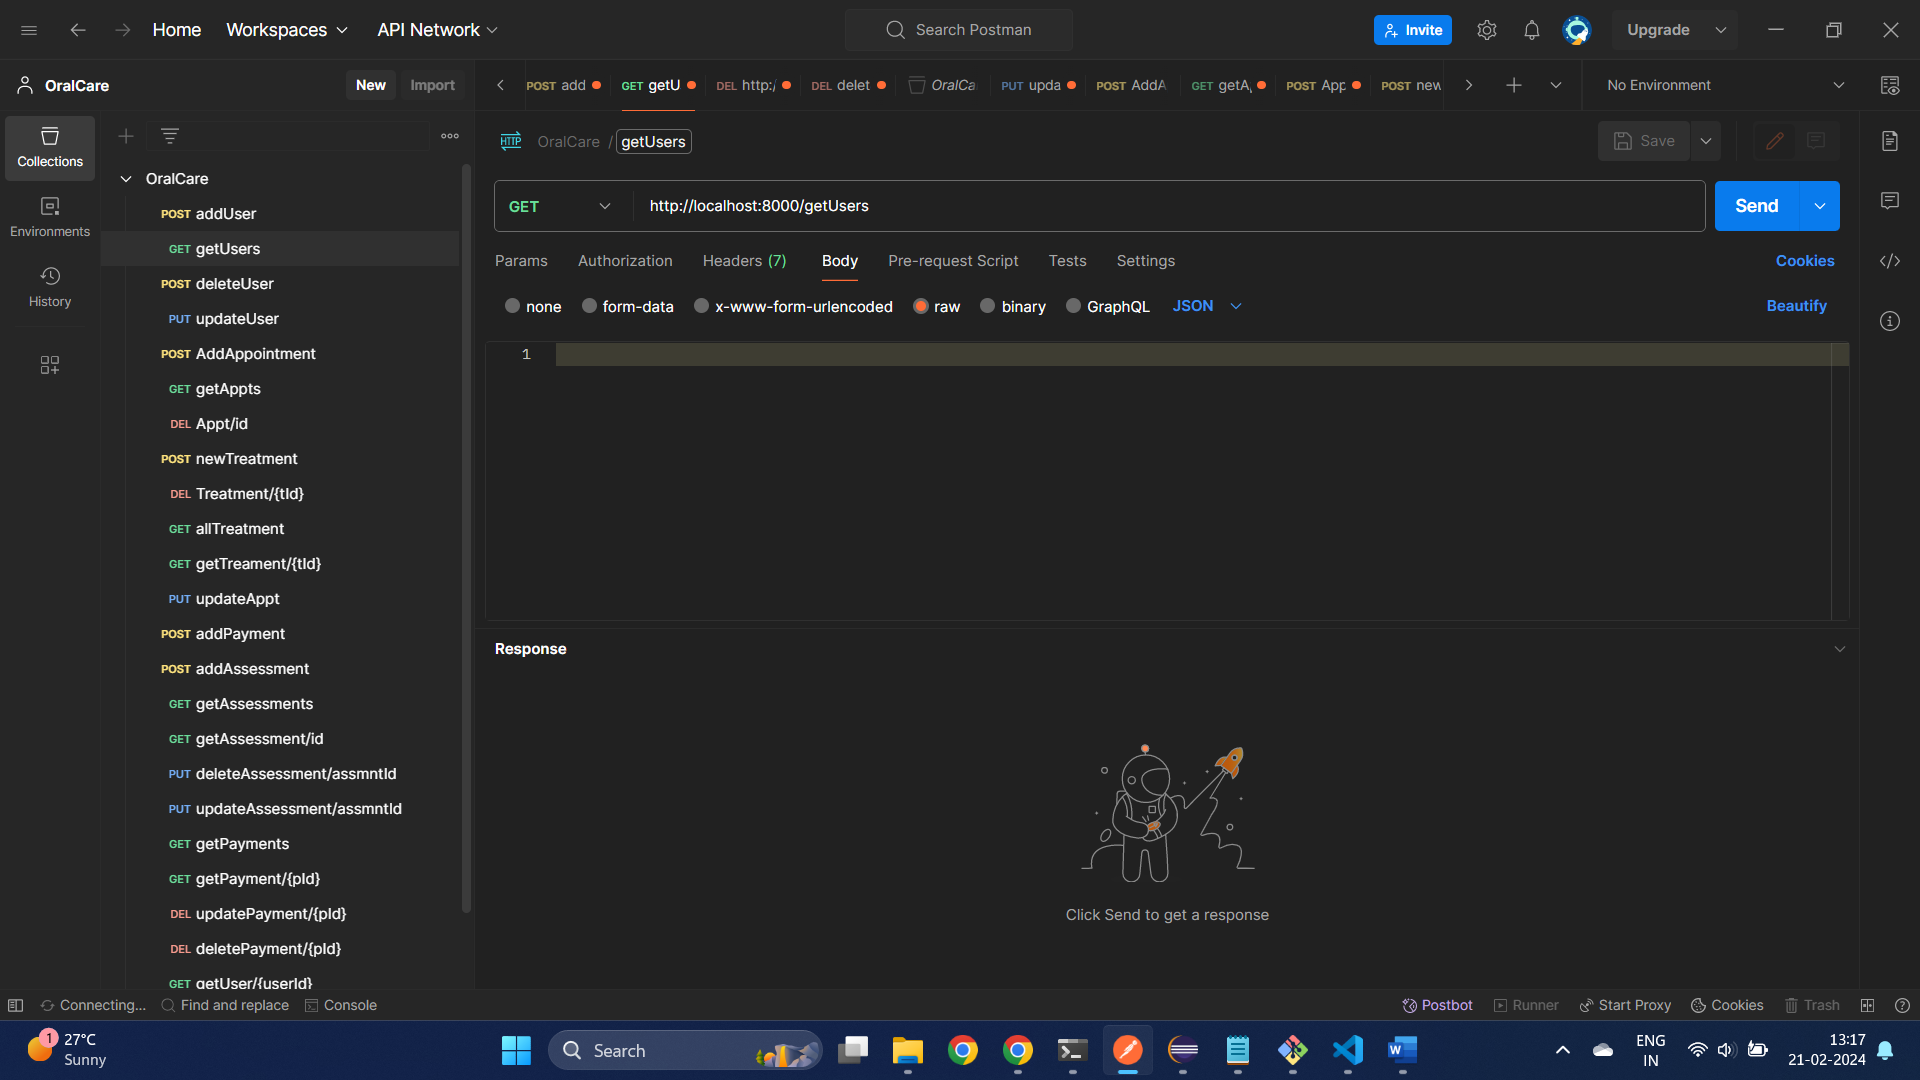 Home Workspaces API Network Search Postman Invite Upgrade
OralCare New Import POST add GET getU DEL http:/ DEL delet OralCa PUT upda POST AddA GET getA POST App POST new No Environment
Collections
Environments
History
OralCare
POST addUser
GET getUsers
POST deleteUser
PUT updateUser
POST AddAppointment
GET getAppts
DEL Appt/id
POST newTreatment
DEL Treatment/{tId}
GET allTreatment
GET getTreament/{tId}
PUT updateAppt
POST addPayment
POST addAssessment
GET getAssessments
GET getAssessment/id
PUT deleteAssessment/assmntId
PUT updateAssessment/assmntId
GET getPayments
GET getPayment/{pId}
DEL updatePayment/{pId}
DEL deletePayment/{pId}
GET getUser/{userId}
HTTP OralCare / getUsers Save
GET http://localhost:8000/getUsers Send
Params Authorization Headers (7) Body Pre-request Script Tests Settings Cookies
none form-data x-www-form-urlencoded raw binary GraphQL JSON Beautify
1
Response
Click Send to get a response
Connecting... Find and replace Console Postbot Runner Start Proxy Cookies Trash
1 27°C
Sunny
Search
ENG
IN
13:17
21-02-2024